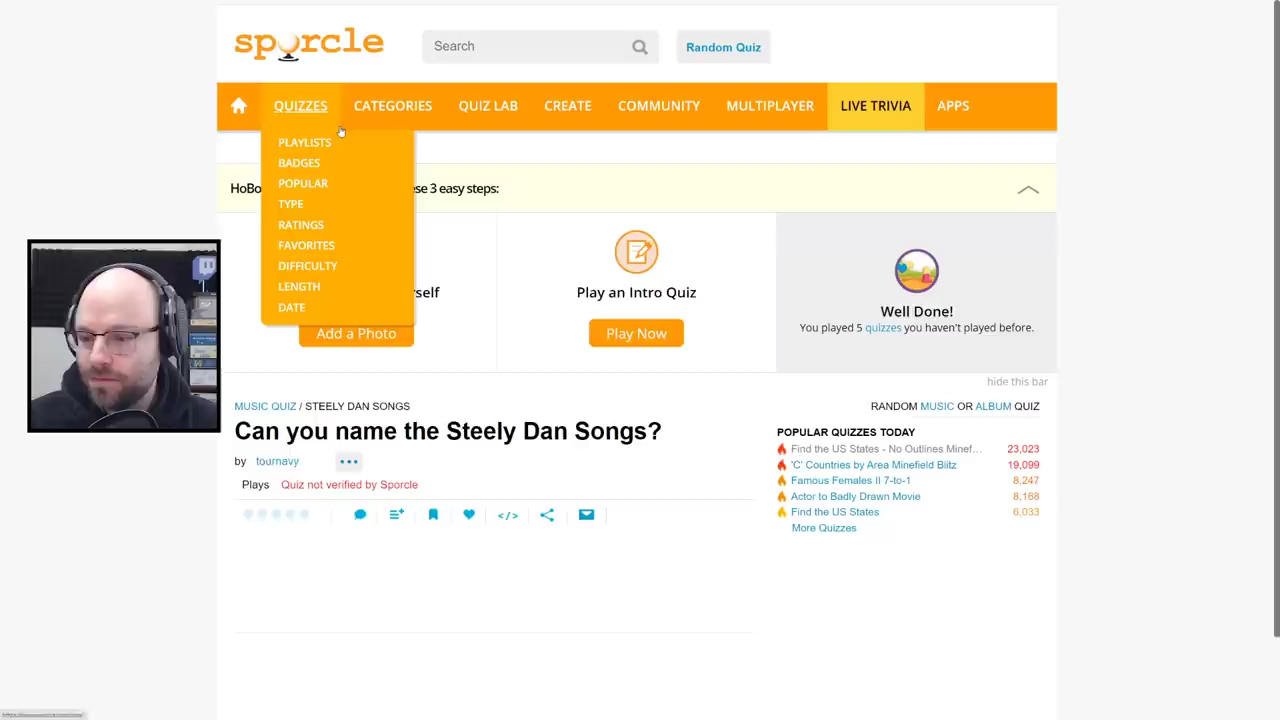 sporcle
Search
Random Quiz
QUIZZES CATEGORIES QUIZ LAB CREATE COMMUNITY MULTIPLAYER LIVE TRIVIA APPS
PLAYLISTS
BADGES
POPULAR
TYPE
RATINGS
FAVORITES
DIFFICULTY
LENGTH
DATE
HoBo
ese 3 easy steps:
rself
Add a Photo
Play an Intro Quiz
Play Now
Well Done!
You played 5 quizzes you haven't played before.
hide this bar
MUSIC QUIZ / STEELY DAN SONGS
Can you name the Steely Dan Songs?
by tournavy
Plays Quiz not verified by Sporcle
RANDOM MUSIC OR ALBUM QUIZ
POPULAR QUIZZES TODAY
Find the US States - No Outlines Minef... 23,023
'C' Countries by Area Minefield Blitz 19,099
Famous Females II 7-to-1 8,247
Actor to Badly Drawn Movie 8,168
Find the US States 6,033
More Quizzes